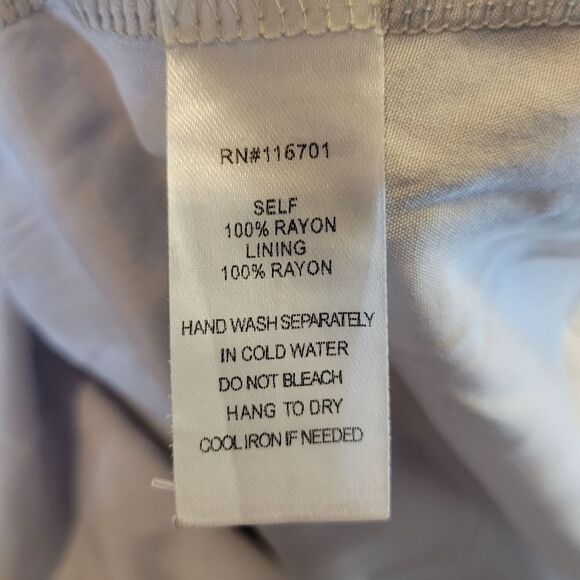 RN#116701
SELF
100% RAYON
LINING
100% RAYON
HAND WASH SEPARATELY
IN COLD WATER
DO NOT BLEACH
HANG TO DRY
COOL IRON IF NEEDED